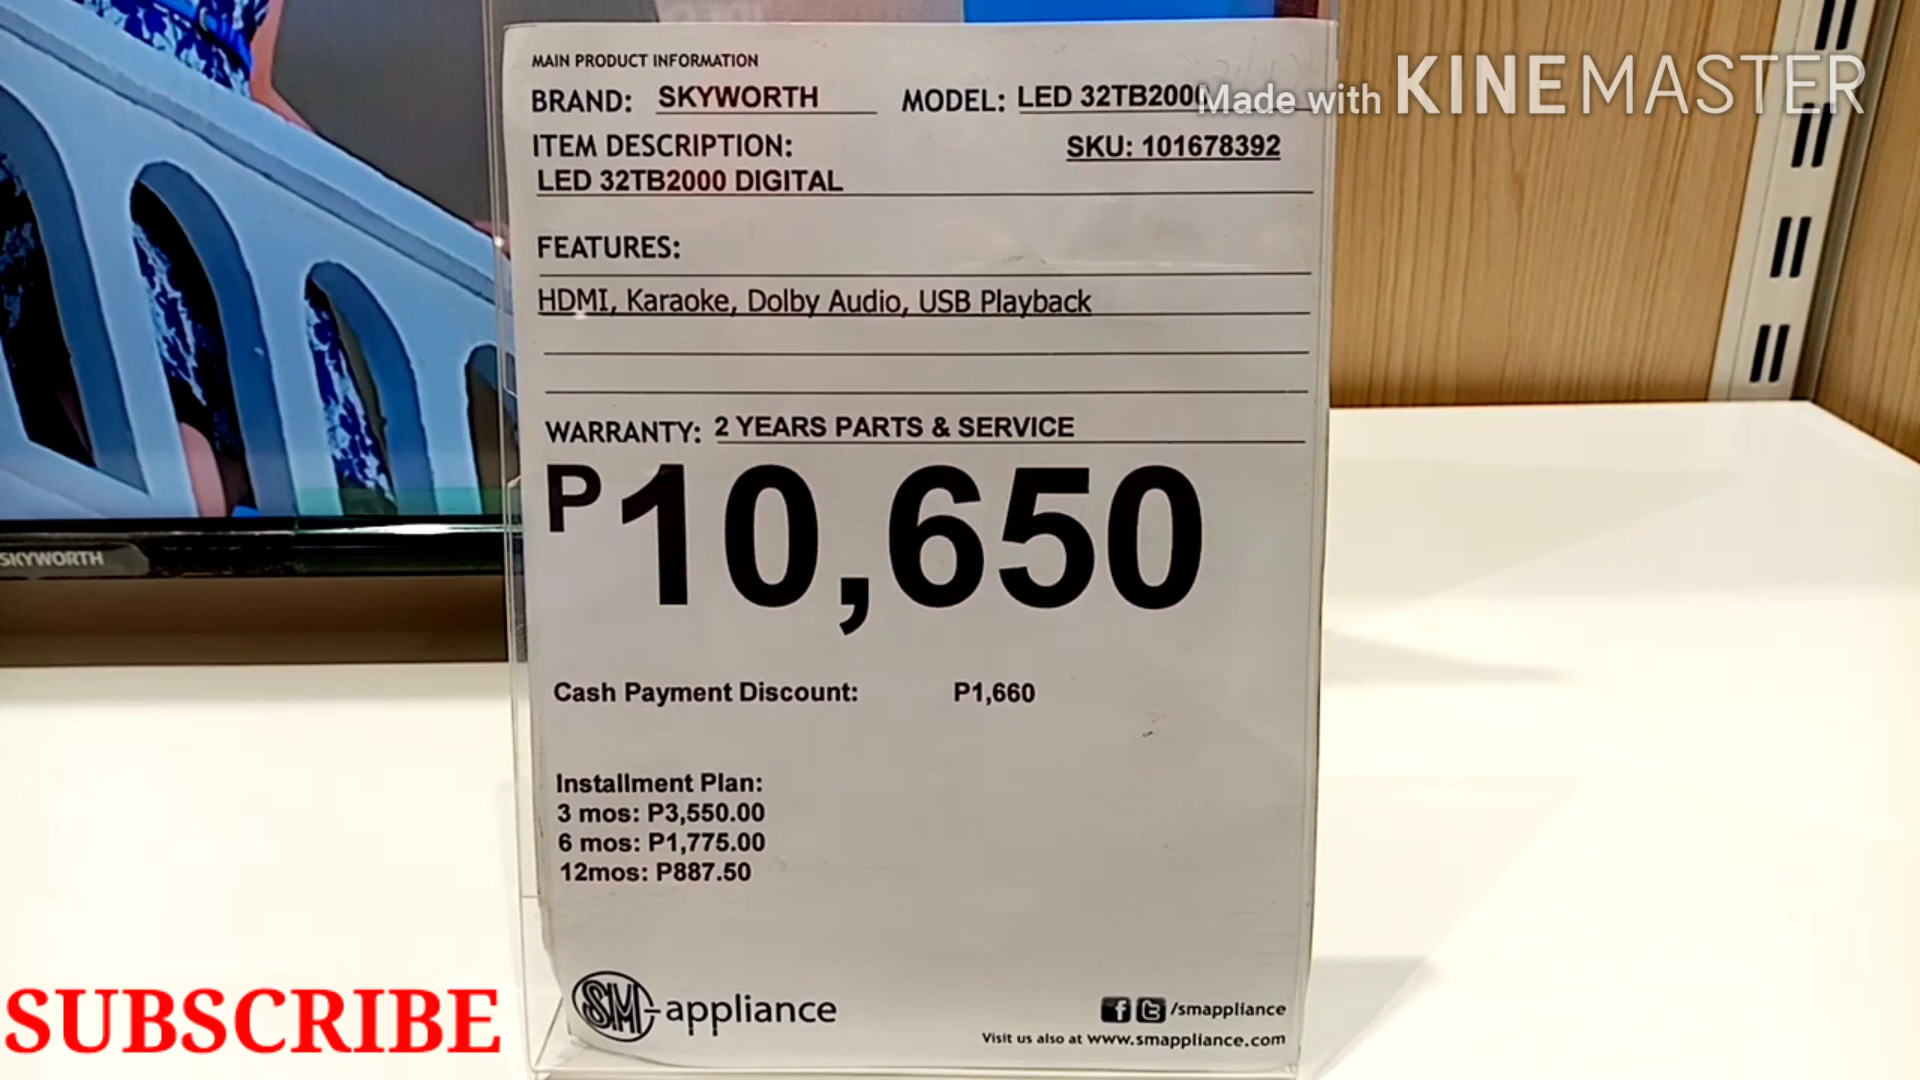 MAIN PRODUCT INFORMATION
BRAND: SKYWORTH MODEL: LED 32TB2000
Made with KINEMASTER
ITEM DESCRIPTION: SKU: 101678392
LED 32TB2000 DIGITAL
FEATURES:
HDMI, Karaoke, Dolby Audio, USB Playback
WARRANTY: 2 YEARS PARTS & SERVICE
P10,650
SKYWORTH
Cash Payment Discount: P1,660
Installment Plan:
3 mos: P3,550.00
6 mos: P1,775.00
12mos: P887.50
SUBSCRIBE
SM appliance
/smappliance
Visit us also at www.smappliance.com